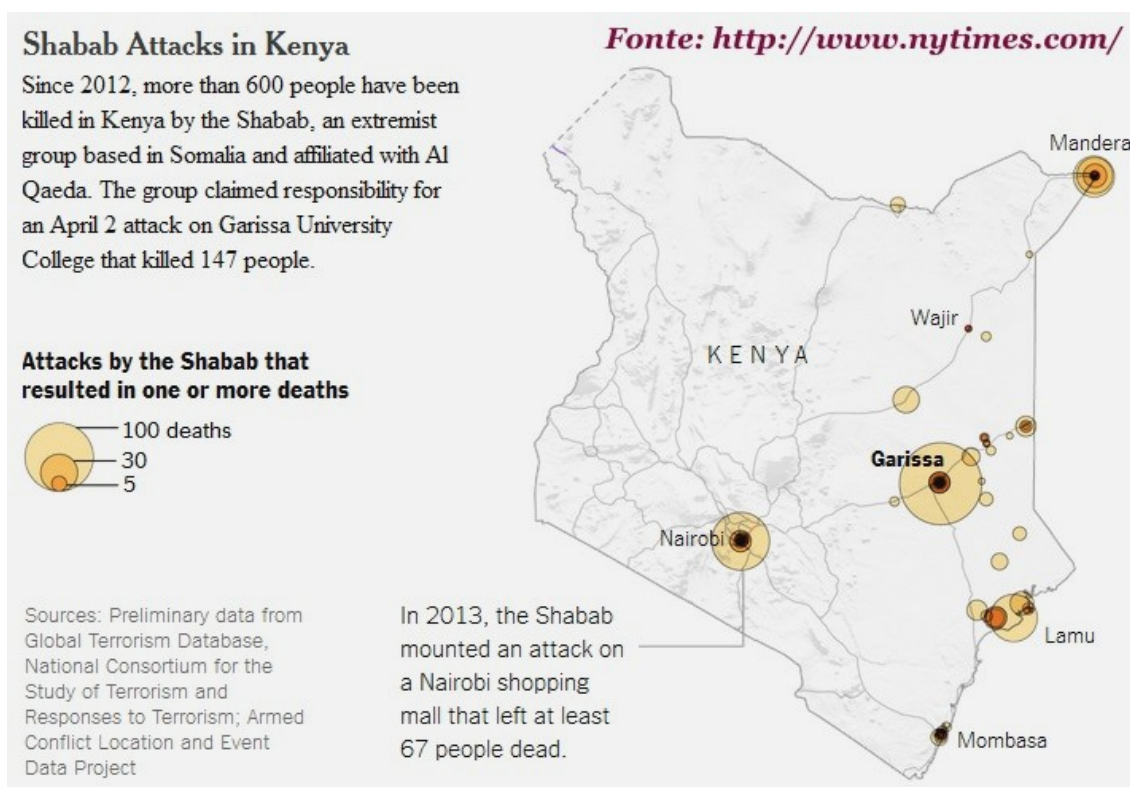 Shabab Attacks in Kenya
Fonte: http://www.nytimes.com/
Since 2012, more than 600 people have been
killed in Kenya by the Shabab, an extremist
group based in Somalia and affiliated with Al
Qaeda. The group claimed responsibility for
an April 2 attack on Garissa University
College that killed 147 people.
Attacks by the Shabab that
resulted in one or more deaths
100 deaths
30
5
Mandera
Wajir
KENYA
Garissa
Nairobi
Lamu
Mombasa
In 2013, the Shabab
mounted an attack on
a Nairobi shopping
mall that left at least
67 people dead.
Sources: Preliminary data from
Global Terrorism Database,
National Consortium for the
Study of Terrorism and
Responses to Terrorism; Armed
Conflict Location and Event
Data Project